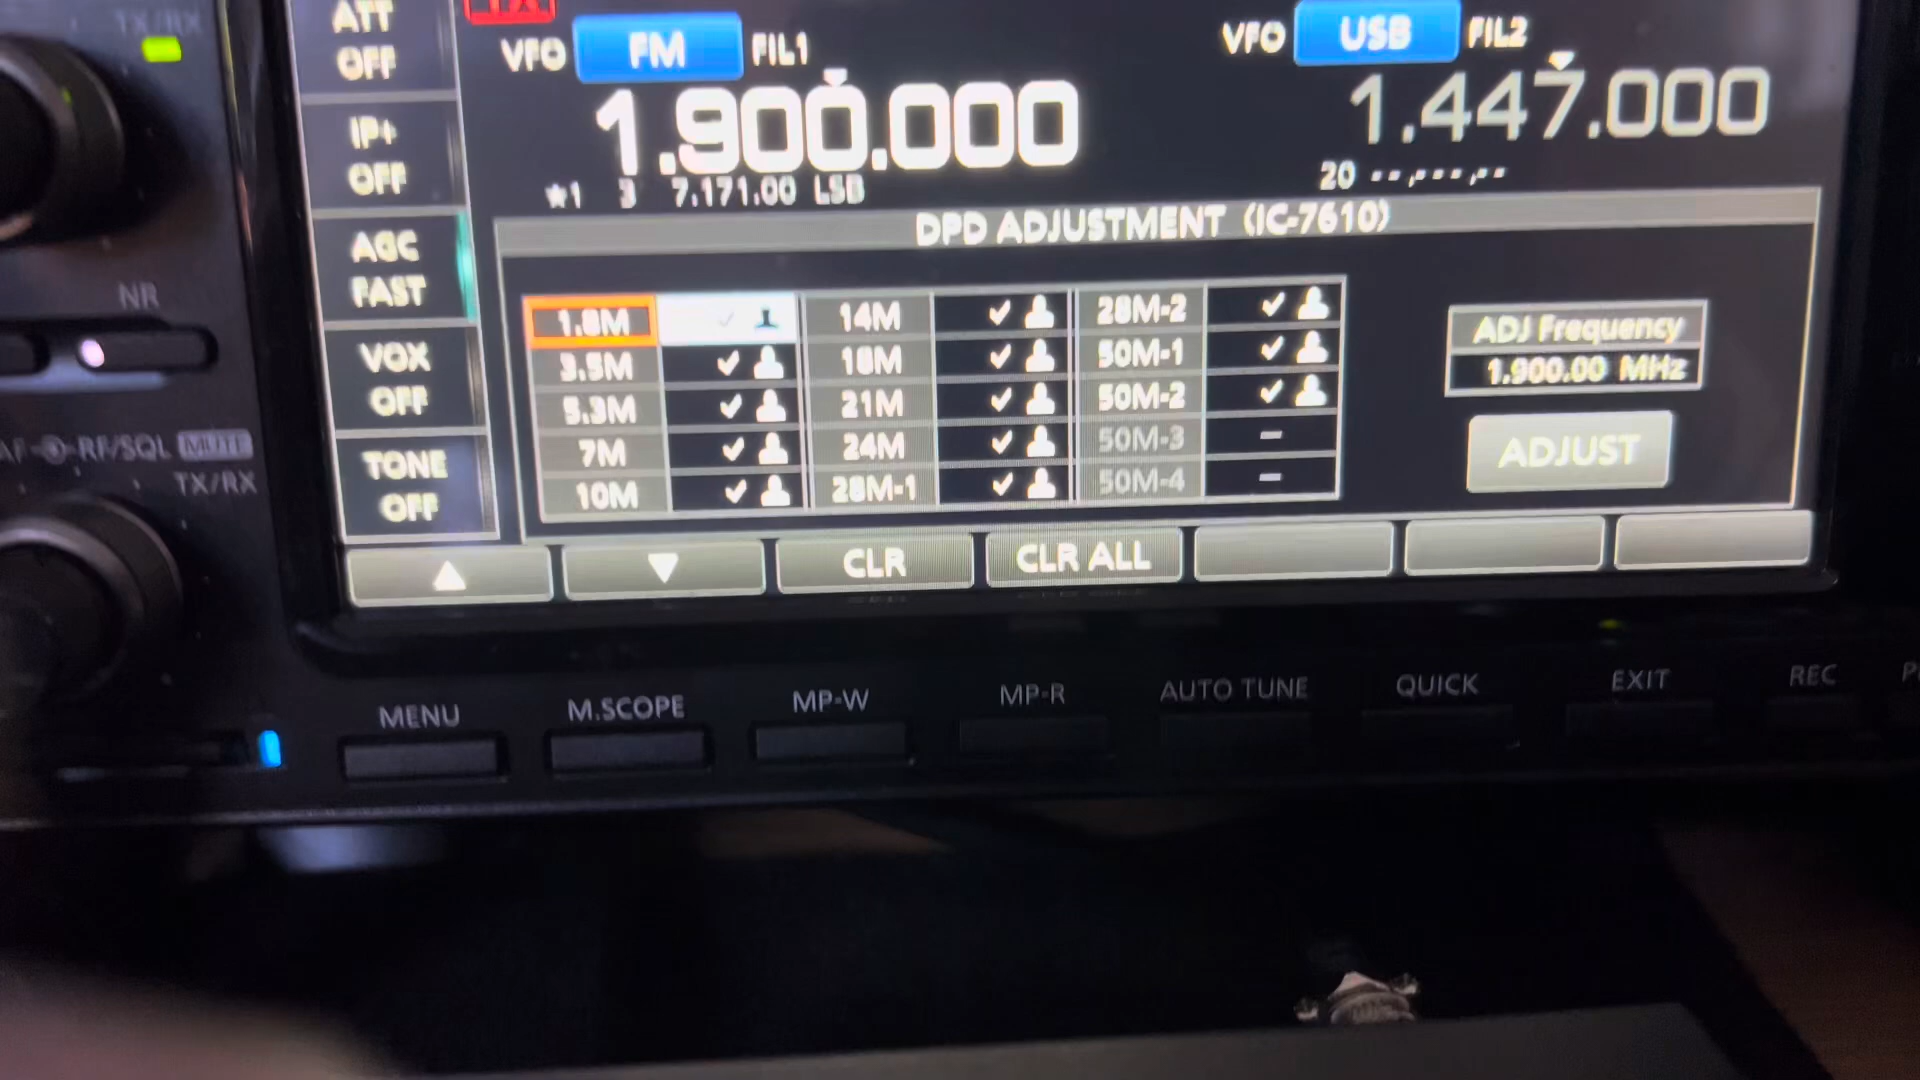 TX/RX
ATT
OFF
TX
VFO FM FIL1
VFO USB FIL2
1.900.000
1.447.000
★1 3 7.171.00 LSB
20 --.---.--
IP+
OFF
DPD ADJUSTMENT (IC-7610)
AGC
FAST
NR
1.8M ✓ 14M ✓ 28M-2 ✓
3.5M ✓ 18M ✓ 50M-1 ✓
5.3M ✓ 21M ✓ 50M-2 ✓
7M ✓ 24M ✓ 50M-3 –
10M ✓ 28M-1 ✓ 50M-4 –
ADJ Frequency
1.900.00 MHz
ADJUST
VOX
OFF
AF RF/SQL MUTE
TX/RX
TONE
OFF
▲ ▼ CLR CLR ALL
MENU M.SCOPE MP-W MP-R AUTO TUNE QUICK EXIT REC